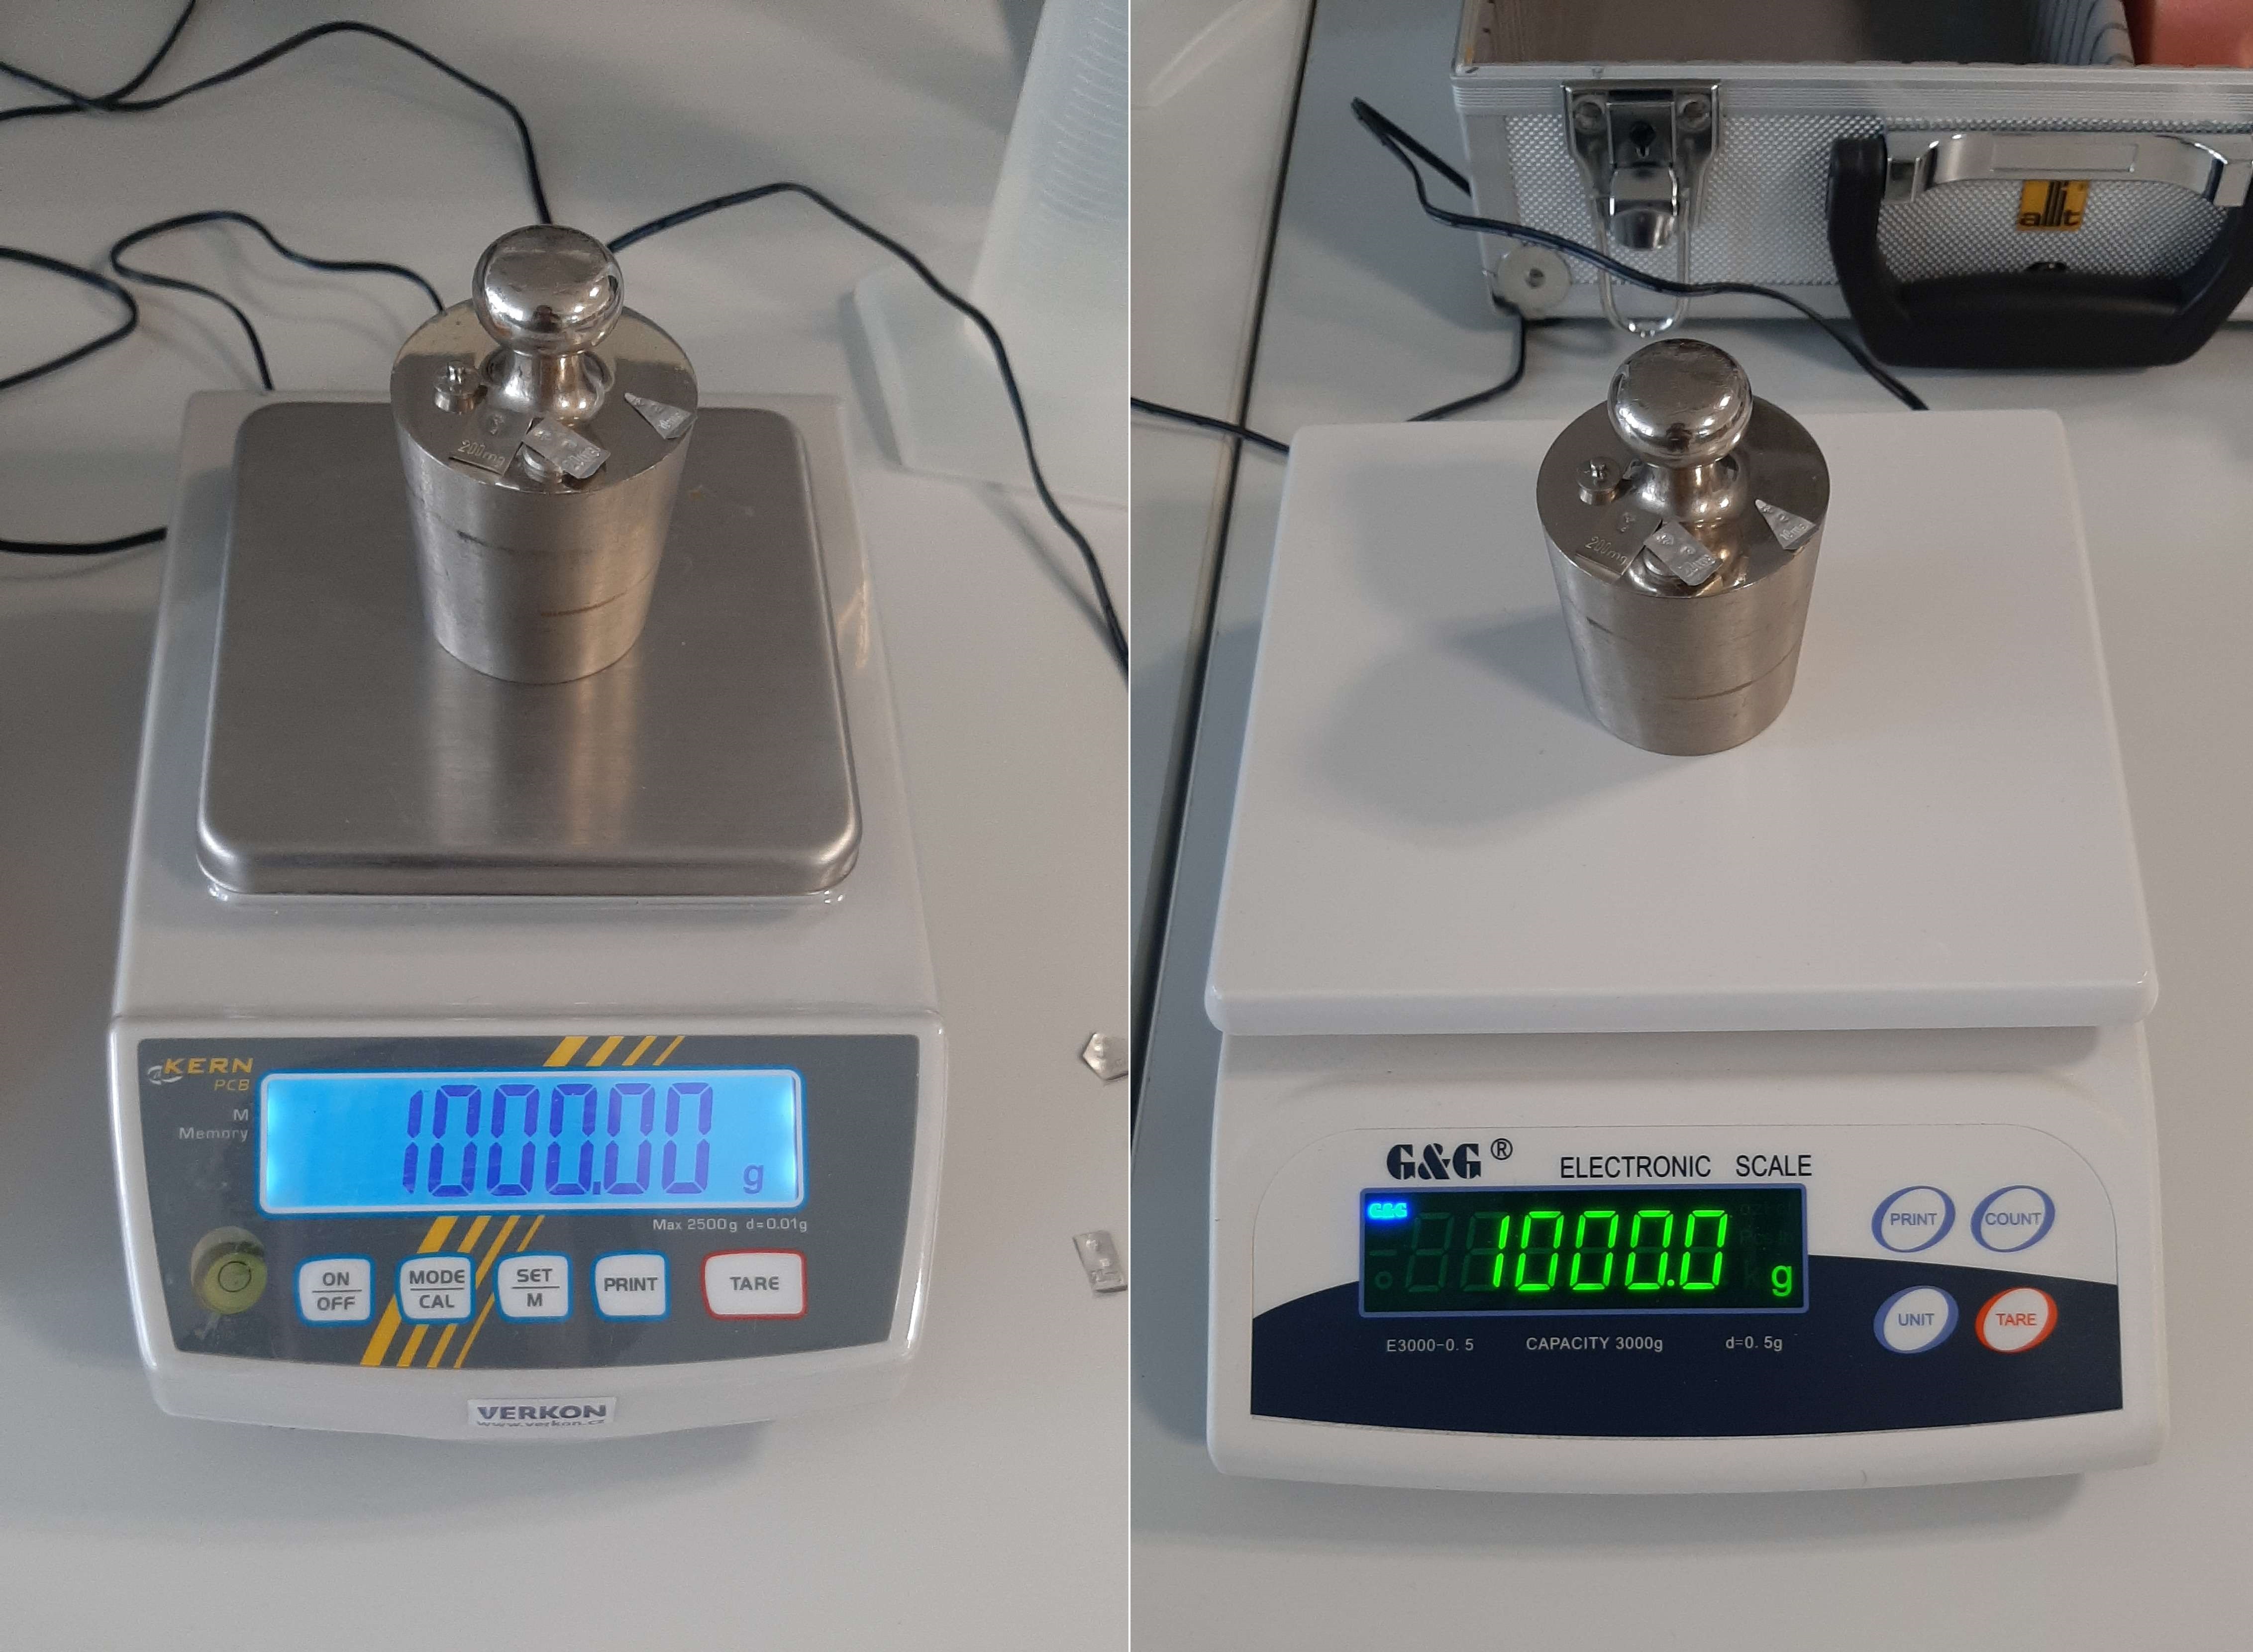 200mg
KERN
PCB
M
Memory
1000.00 g
Max 2500g d=0.01g
ON
OFF
MODE
CAL
SET
M
PRINT
TARE
VERKON
www.verkon.cz
allit
200mg
G&G® ELECTRONIC SCALE
G&G
1000.0 g
PRINT
COUNT
UNIT
TARE
E3000-0.5 CAPACITY 3000g d=0.5g